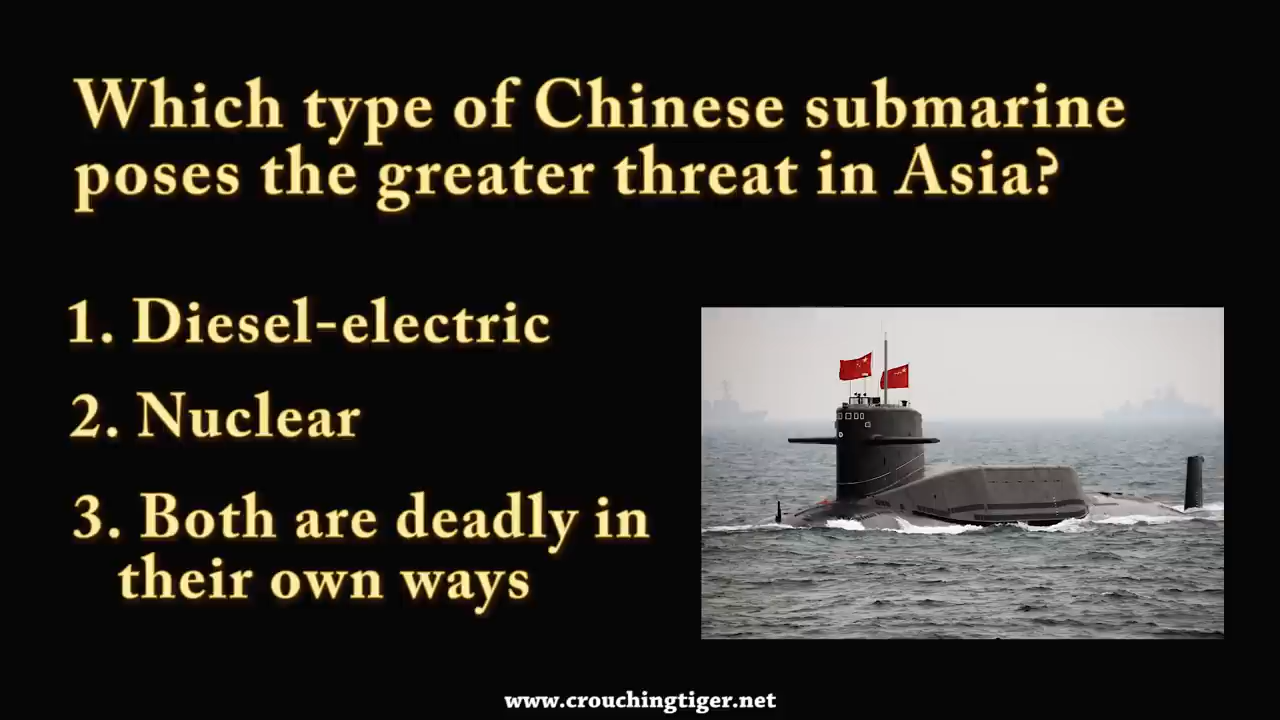 Which type of Chinese submarine
poses the greater threat in Asia?
1. Diesel-electric
2. Nuclear
3. Both are deadly in
their own ways
www.crouchingtiger.net